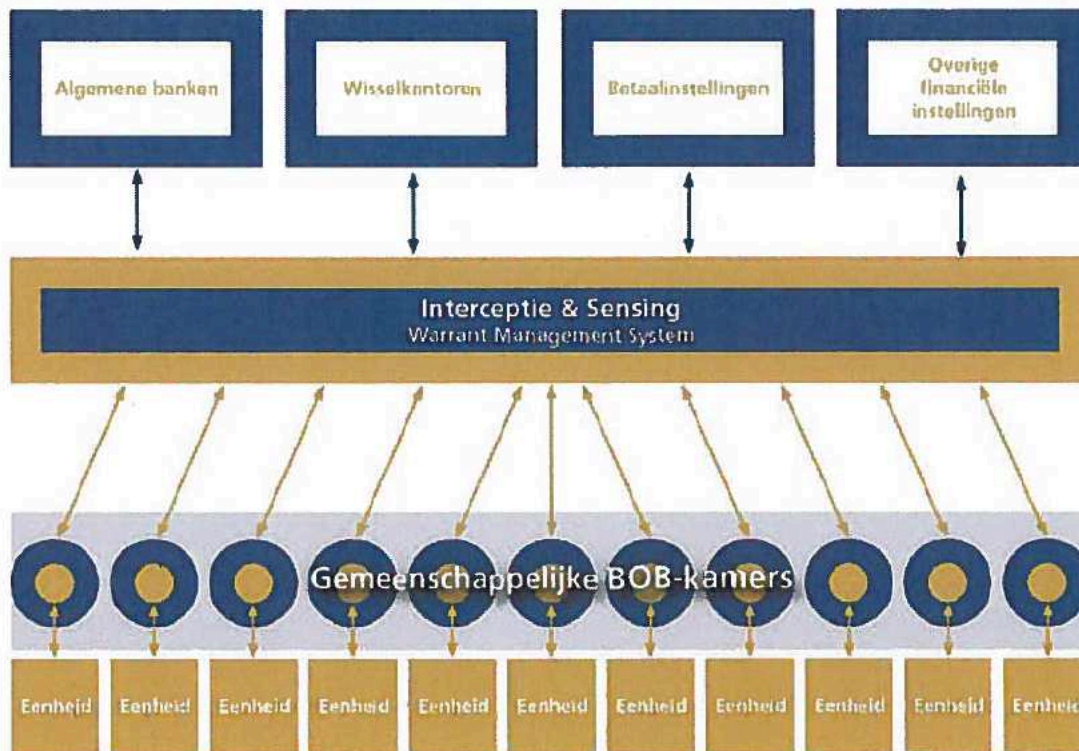 Algemene banken
Wisselkantoren
Betaalinstellingen
Overige
financiële
instellingen
Interceptie & Sensing
Warrant Management System
Gemeenschappelijke BOB-kamers
Eenheid
Eenheid
Eenheid
Eenheid
Eenheid
Eenheid
Eenheid
Eenheid
Eenheid
Eenheid
Eenheid